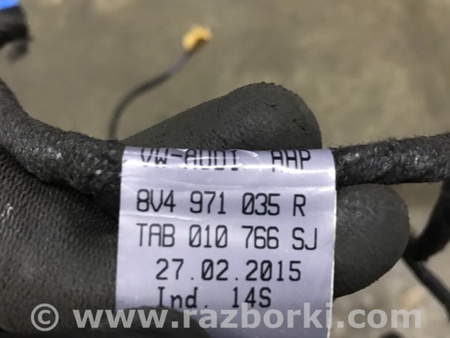 VW-AUDI AHP
8V4 971 035 R
TAB 010 766 SJ
27.02.2015
Ind. 14S
www.razborki.com